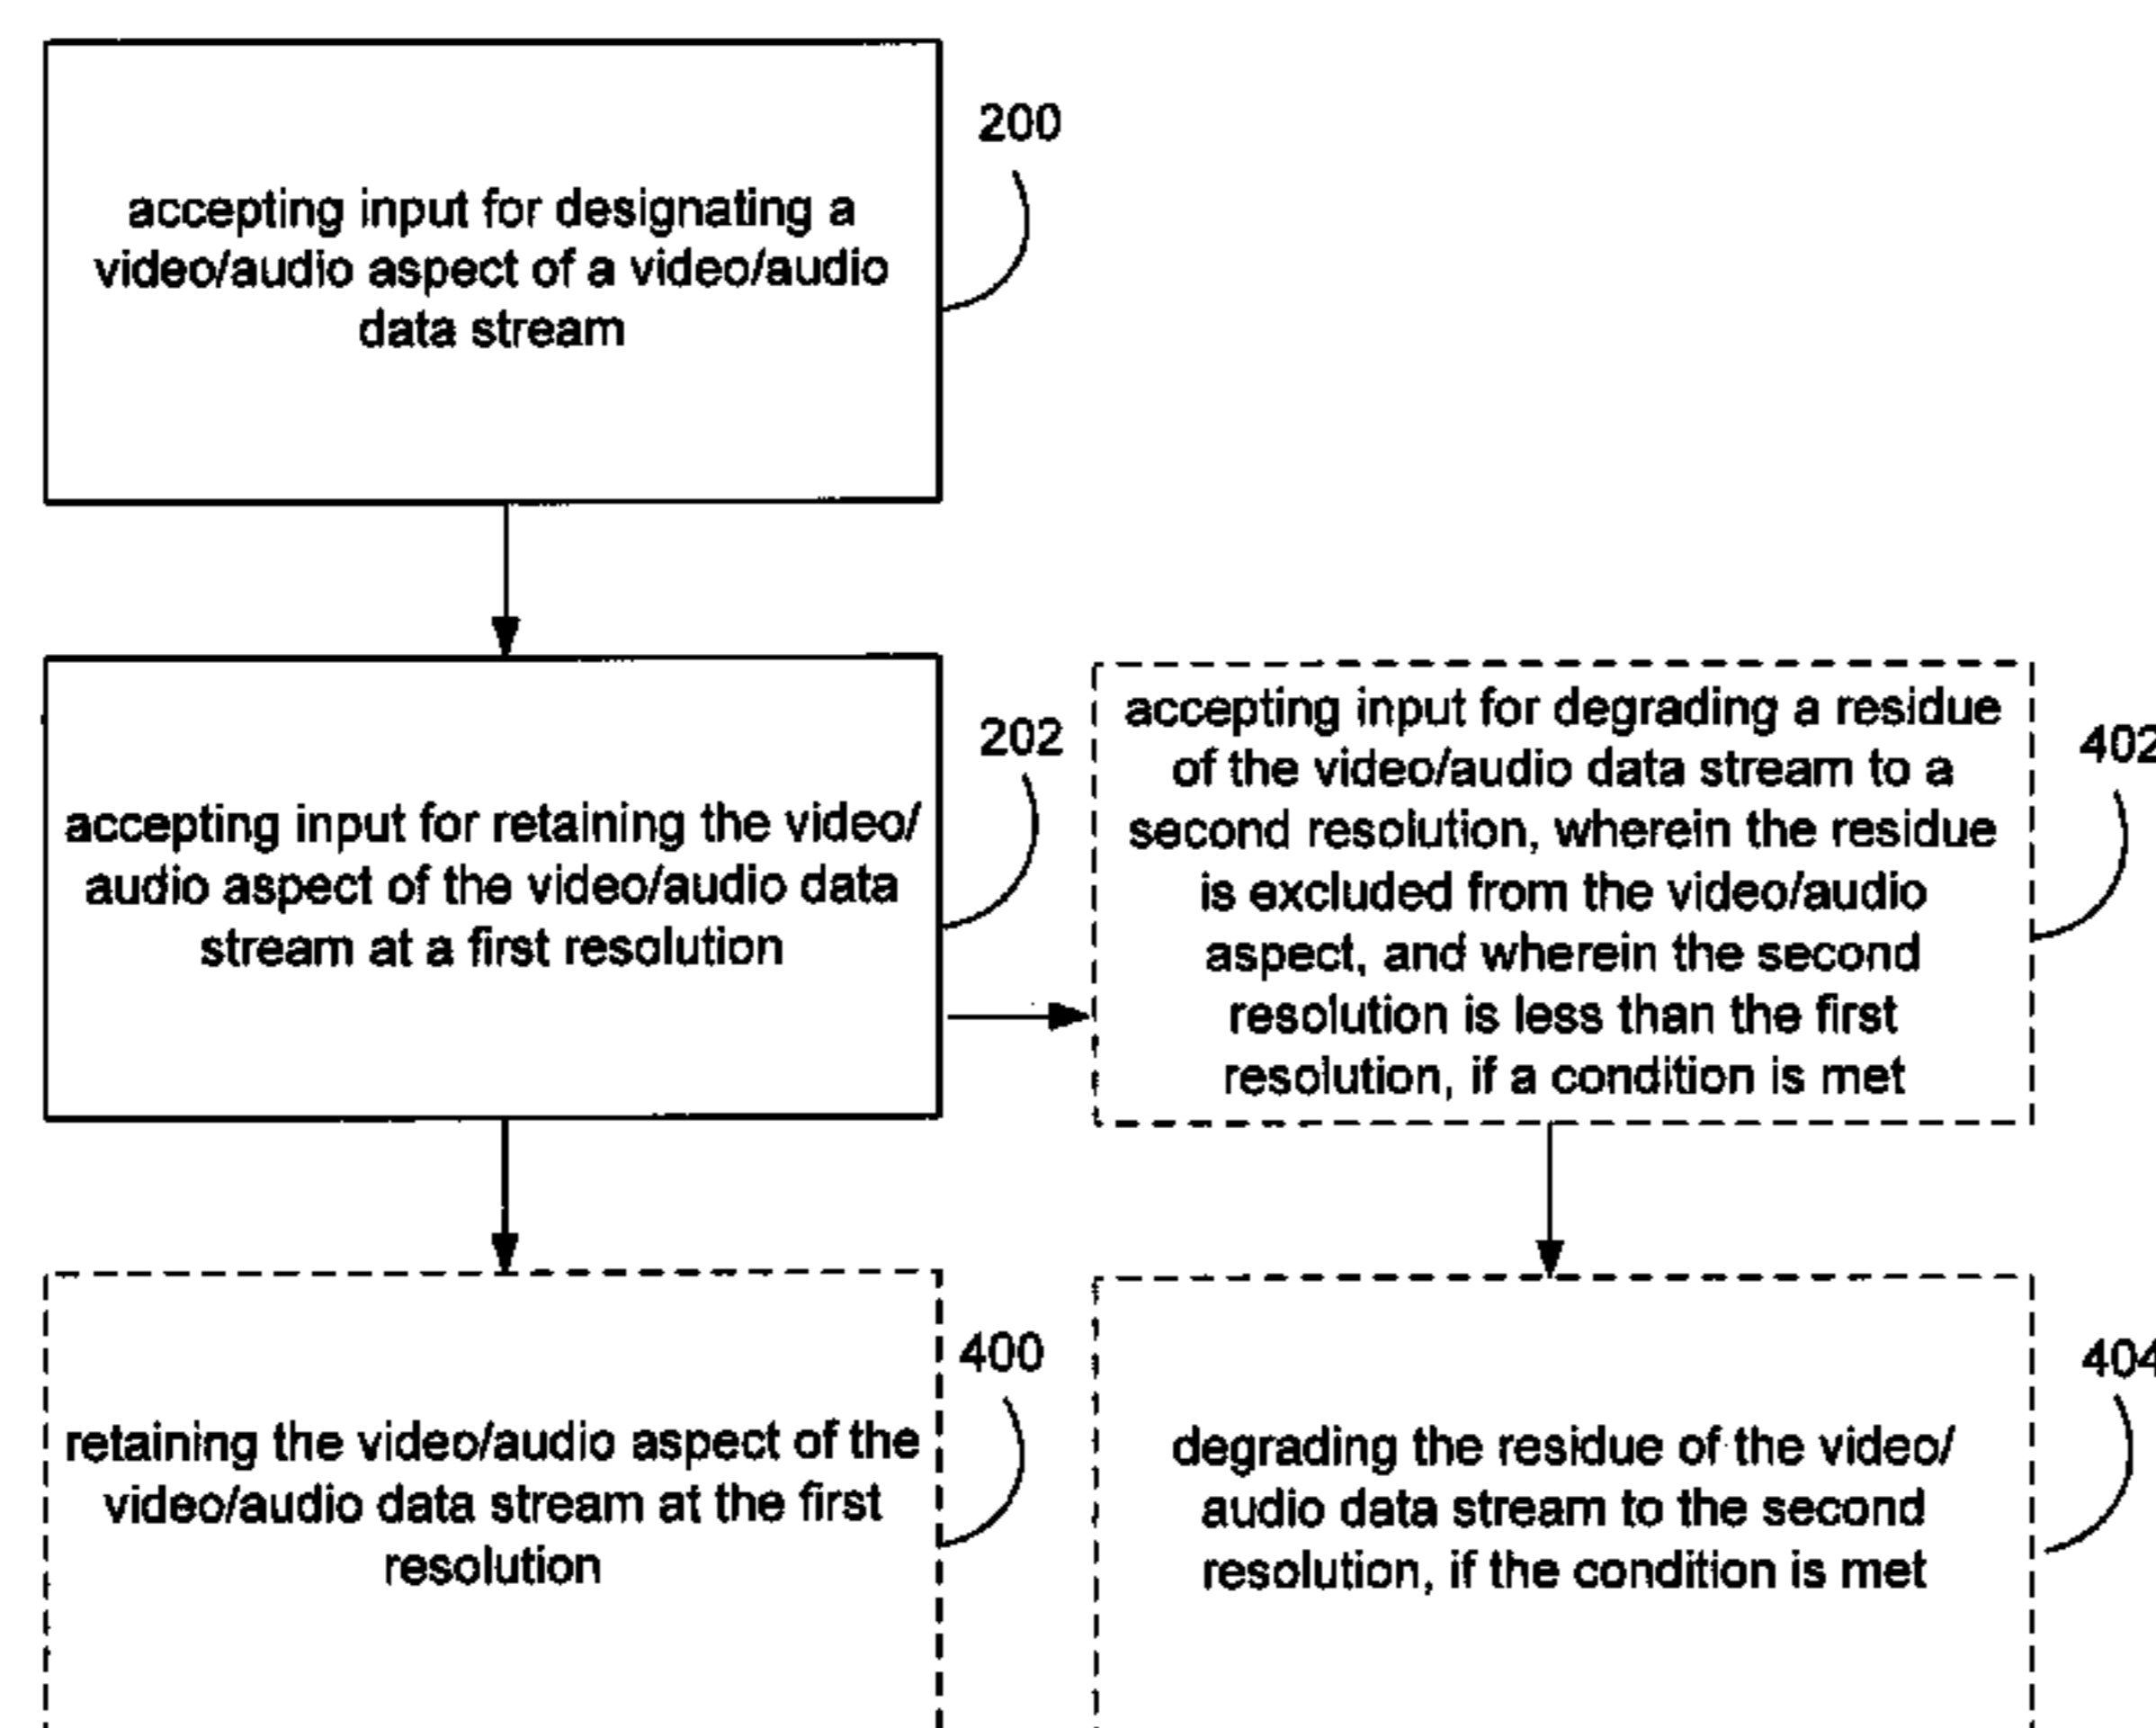 200
accepting input for designating a
video/audio aspect of a video/audio
data stream
202
accepting input for retaining the video/
audio aspect of the video/audio data
stream at a first resolution
402
accepting input for degrading a residue
of the video/audio data stream to a
second resolution, wherein the residue
is excluded from the video/audio
aspect, and wherein the second
resolution is less than the first
resolution, if a condition is met
400
retaining the video/audio aspect of the
video/audio data stream at the first
resolution
404
degrading the residue of the video/
audio data stream to the second
resolution, if the condition is met